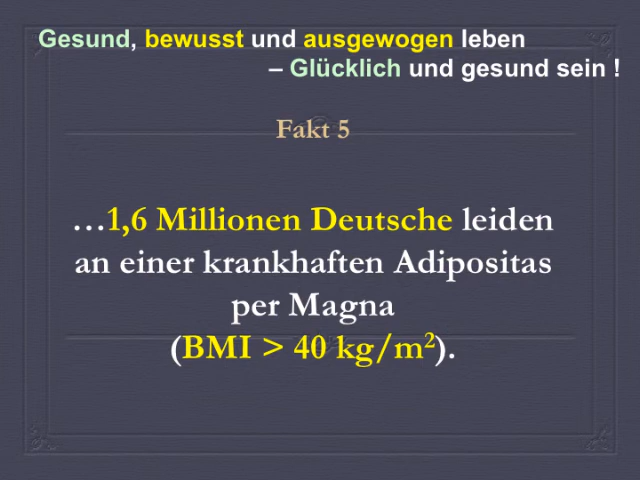 Gesund, bewusst und ausgewogen leben
– Glücklich und gesund sein !
Fakt 5
…1,6 Millionen Deutsche leiden
an einer krankhaften Adipositas
per Magna
(BMI > 40 kg/m²).